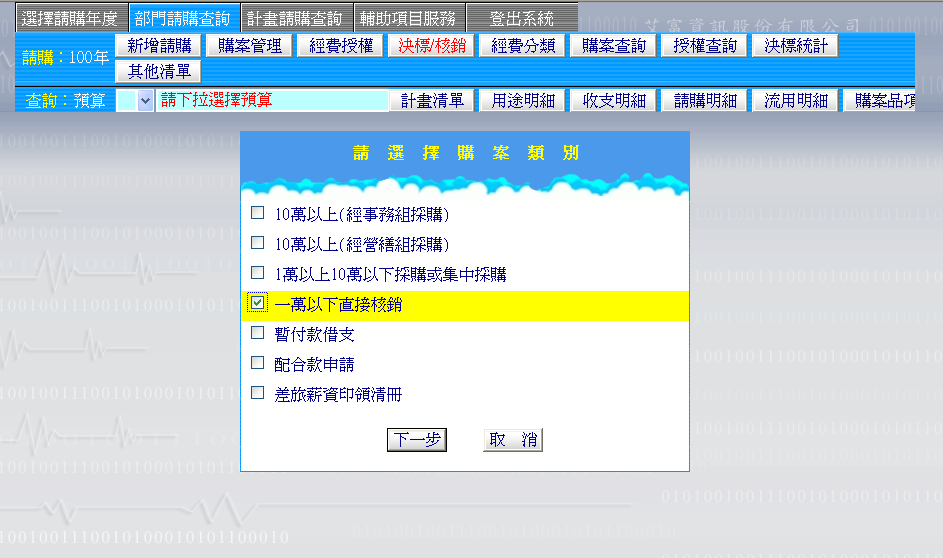 選擇請購年度 部門請購查詢 計畫請購查詢 輔助項目服務 登出系統
艾富資訊股份有限公司
請購：100年 新增請購 購案管理 經費授權 決標/核銷 經費分類 購案查詢 授權查詢 決標統計
其他清單
查詢：預算 請下拉選擇預算 計畫清單 用途明細 收支明細 請購明細 流用明細 購案品項
請選擇購案類別
10萬以上(經事務組採購)
10萬以上(經營繕組採購)
1萬以上10萬以下採購或集中採購
一萬以下直接核銷
暫付款借支
配合款申請
差旅薪資印領清冊
下一步 取 消